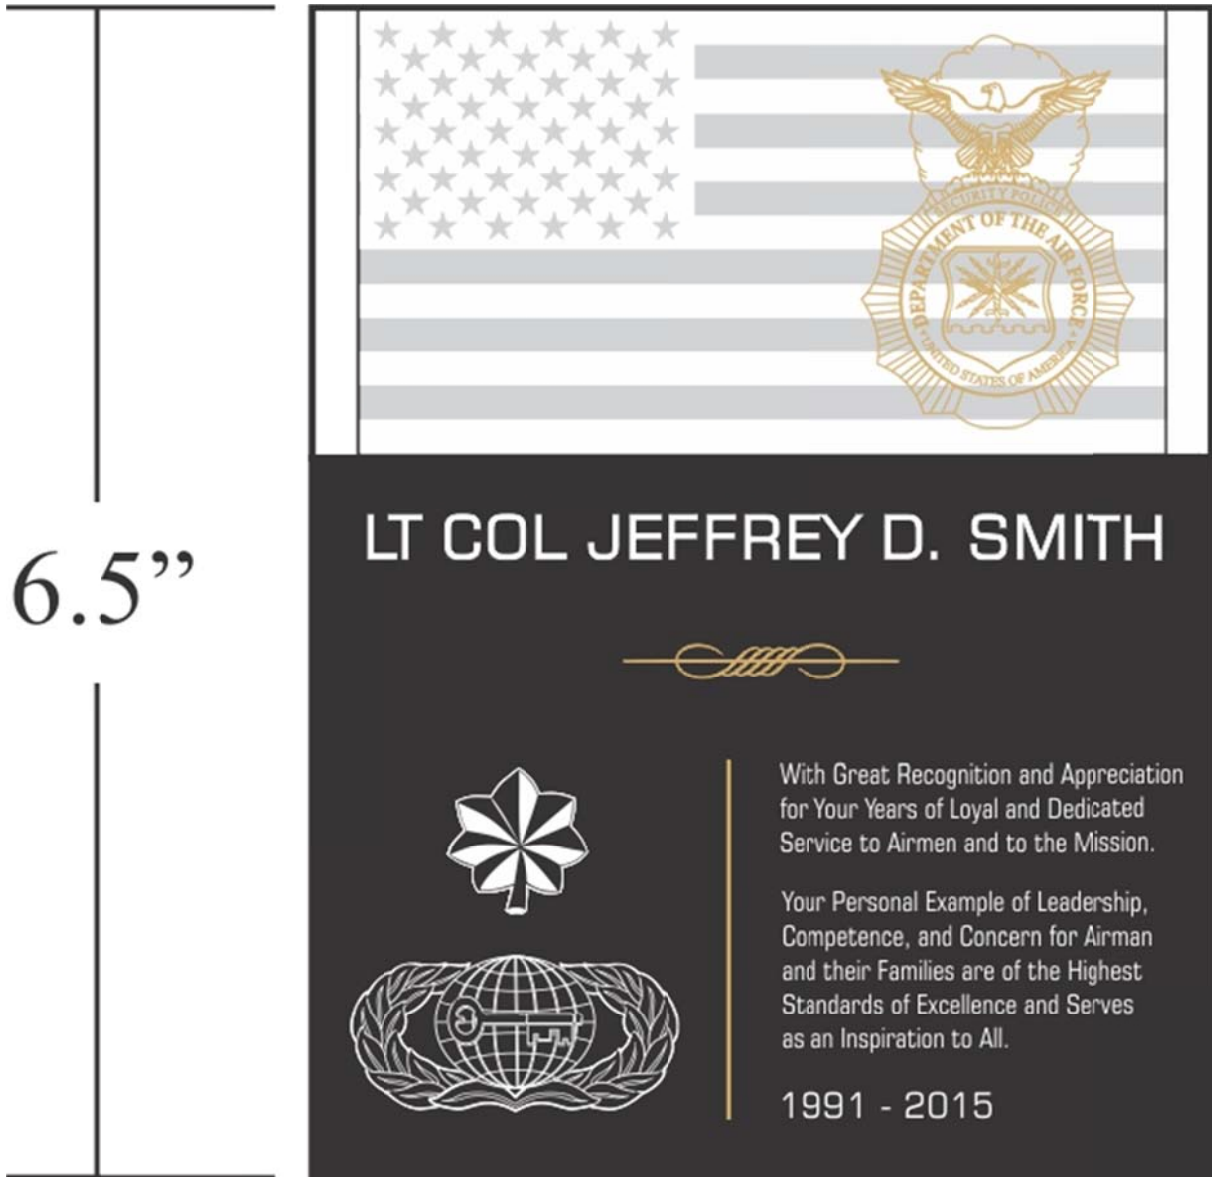 6.5”
SECURITY POLICE
DEPARTMENT OF THE AIR FORCE
UNITED STATES OF AMERICA
LT COL JEFFREY D. SMITH
With Great Recognition and Appreciation
for Your Years of Loyal and Dedicated
Service to Airmen and to the Mission.
Your Personal Example of Leadership,
Competence, and Concern for Airman
and their Families are of the Highest
Standards of Excellence and Serves
as an Inspiration to All.
1991 - 2015